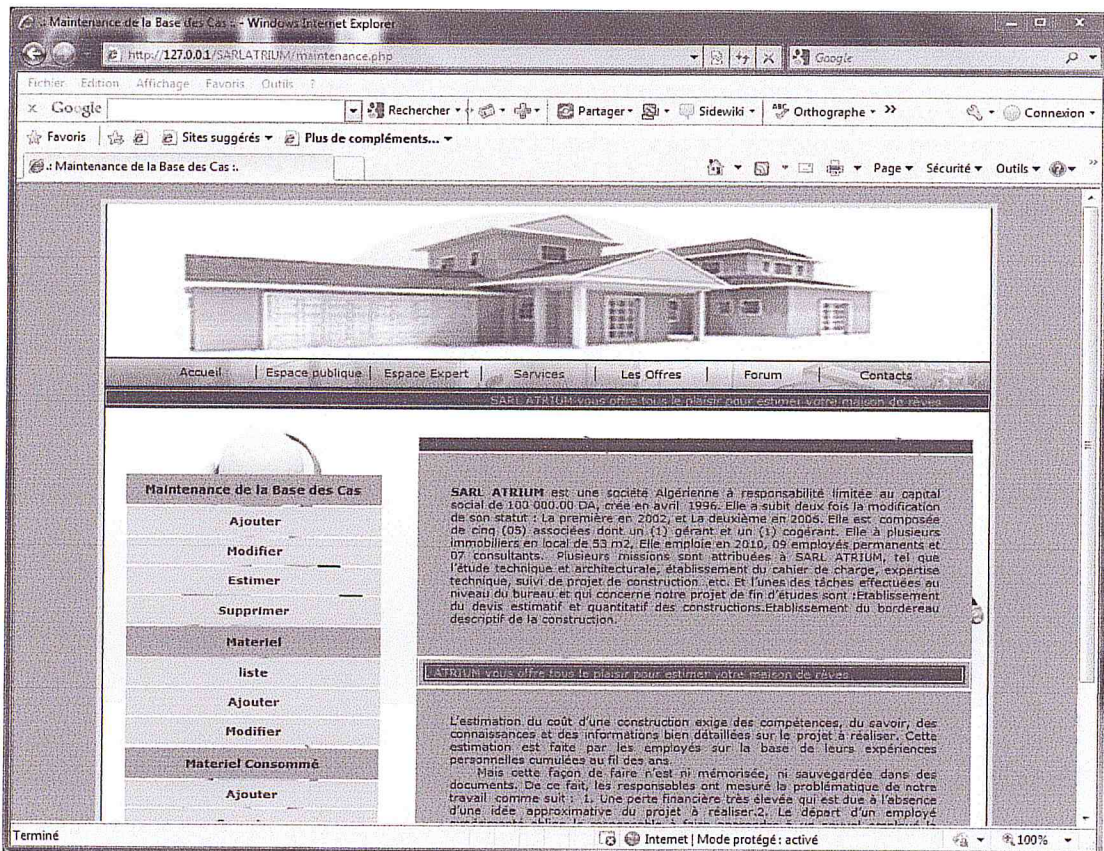 .: Maintenance de la Base des Cas :. - Windows Internet Explorer
http://127.0.0.1/SARLATRIUM/maintenance.php
Google
Fichier Edition Affichage Favoris Outils ?
x Google Rechercher Partager Sidewiki Orthographe >> Connexion
Favoris Sites suggérés Plus de compléments...
.: Maintenance de la Base des Cas :. Page Sécurité Outils >>
Accueil | Espace publique | Espace Expert | Services | Les Offres | Forum | Contacts
SARL ATRIUM vous offre tous le plaisir pour estimer votre maison de rêves
Maintenance de la Base des Cas
Ajouter
Modifier
Estimer
Supprimer
Materiel
liste
Ajouter
Modifier
Materiel Consommé
Ajouter
SARL ATRIUM est une société Algérienne à responsabilité limitée au capital
social de 100 000.00 DA, crée en avril 1996. Elle a subit deux fois la modification
de son statut : La première en 2002, et La deuxième en 2006. Elle est composée
de cinq (05) associées dont un (1) gérant et un (1) cogérant. Elle à plusieurs
immobiliers en local de 53 m2, Elle emploie en 2010, 09 employés permanents et
07 consultants. Plusieurs missions sont attribuées à SARL ATRIUM, tel que
l'étude technique et architecturale, établissement du cahier de charge, expertise
technique, suivi de projet de construction etc. Et l'unes des tâches effectuées au
niveau du bureau et qui concerne notre projet de fin d'études sont :Etablissement
du devis estimatif et quantitatif des constructions.Etablissement du bordereau
descriptif de la construction.
ATRIUM vous offre tous le plaisir pour estimer votre maison de rêves
L'estimation du coût d'une construction exige des compétences, du savoir, des
connaissances et des informations bien détaillées sur le projet à réaliser. Cette
estimation est faite par les employés sur la base de leurs expériences
personnelles cumulées au fil des ans.
Mais cette façon de faire n'est ni mémorisée, ni sauvegardée dans des
documents. De ce fait, les responsables ont mesuré la problématique de notre
travail comme suit : 1. Une perte financière très élevée qui est due à l'absence
d'une idée approximative du projet à réaliser.2. Le départ d'un employé
Terminé
Internet | Mode protégé : activé
100%